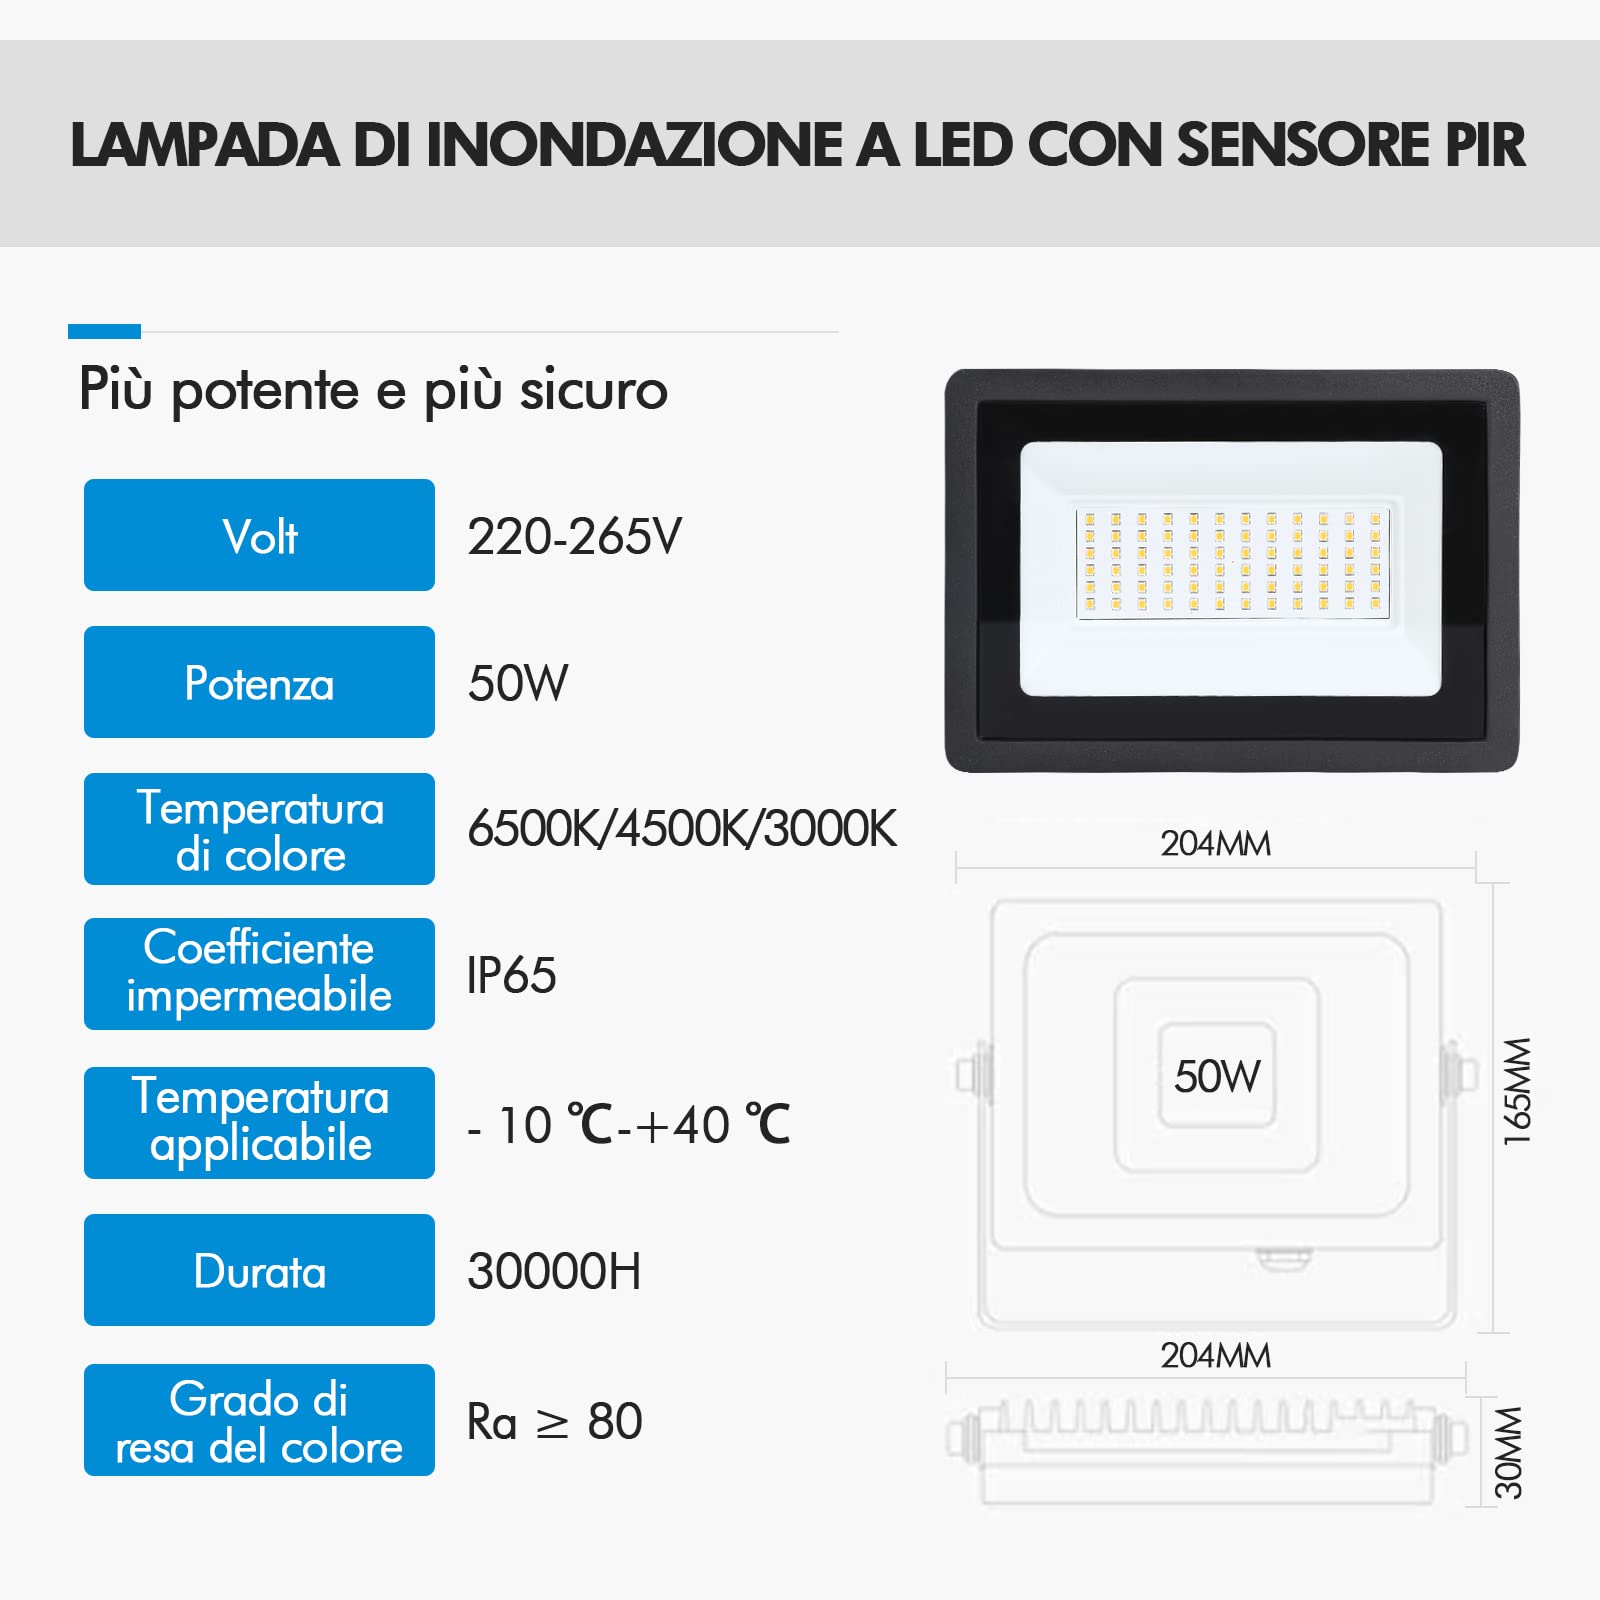 LAMPADA DI INONDAZIONE A LED CON SENSORE PIR
Più potente e più sicuro
Volt
220-265V
Potenza
50W
Temperatura
di colore
6500K/4500K/3000K
Coefficiente
impermeabile
IP65
Temperatura
applicabile
- 10 ℃-+40 ℃
Durata
30000H
Grado di
resa del colore
Ra ≥ 80
204MM
50W
165MM
204MM
30MM